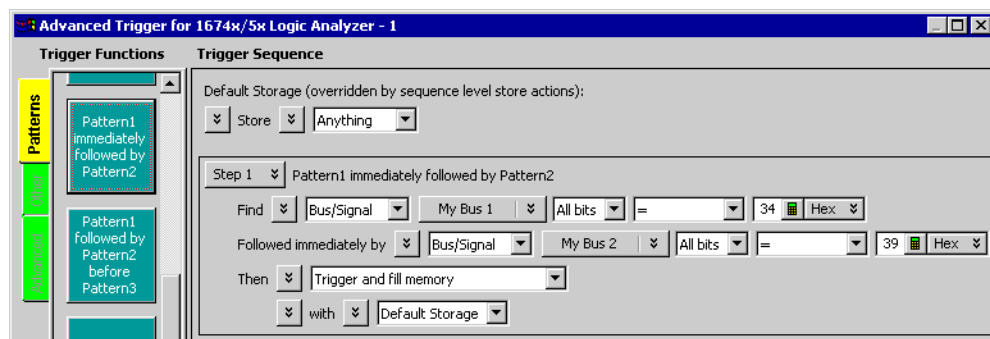 Advanced Trigger for 1674x/5x Logic Analyzer - 1
Trigger Functions
Trigger Sequence
Patterns
Other
Advanced
Pattern1
immediately
followed by
Pattern2
Pattern1
followed by
Pattern2
before
Pattern3
Default Storage (overridden by sequence level store actions):
Store Anything
Step 1 Pattern1 immediately followed by Pattern2
Find Bus/Signal My Bus 1 All bits = 34 Hex
Followed immediately by Bus/Signal My Bus 2 All bits = 39 Hex
Then Trigger and fill memory
with Default Storage